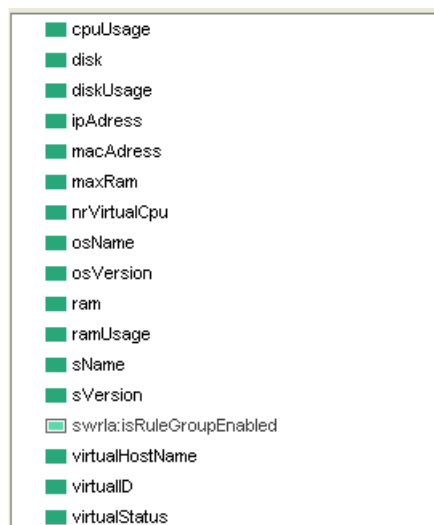 cpuUsage
disk
diskUsage
ipAdress
macAdress
maxRam
nrVirtualCpu
osName
osVersion
ram
ramUsage
sName
sVersion
swrla:isRuleGroupEnabled
virtualHostName
virtualID
virtualStatus